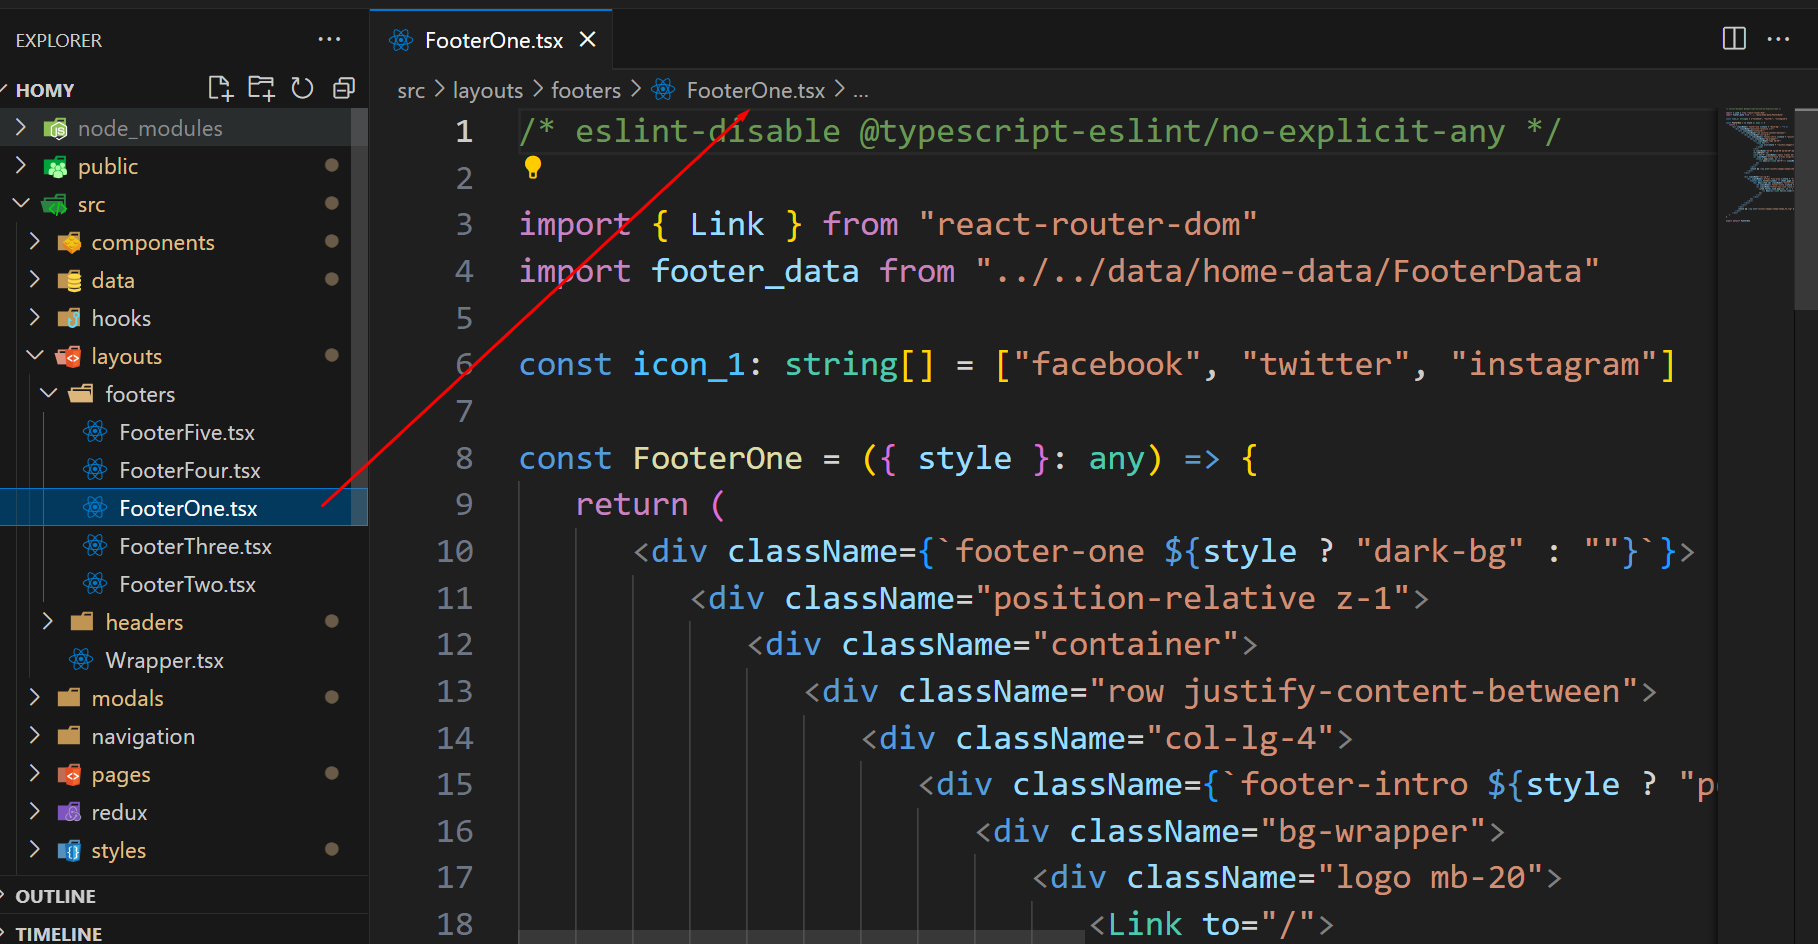 EXPLORER
HOMY
node_modules
public
src
components
data
hooks
layouts
footers
FooterFive.tsx
FooterFour.tsx
FooterOne.tsx
FooterThree.tsx
FooterTwo.tsx
headers
Wrapper.tsx
modals
navigation
pages
redux
styles
OUTLINE
TIMELINE
FooterOne.tsx
src > layouts > footers > FooterOne.tsx > ...
1 /* eslint-disable @typescript-eslint/no-explicit-any */
2
3 import { Link } from "react-router-dom"
4 import footer_data from "../../data/home-data/FooterData"
5
6 const icon_1: string[] = ["facebook", "twitter", "instagram"]
7
8 const FooterOne = ({ style }: any) => {
9 return (
10 <div className={`footer-one ${style ? "dark-bg" : ""}`}>
11 <div className="position-relative z-1">
12 <div className="container">
13 <div className="row justify-content-between">
14 <div className="col-lg-4">
15 <div className={`footer-intro ${style ? "p
16 <div className="bg-wrapper">
17 <div className="logo mb-20">
18 <Link to="/">